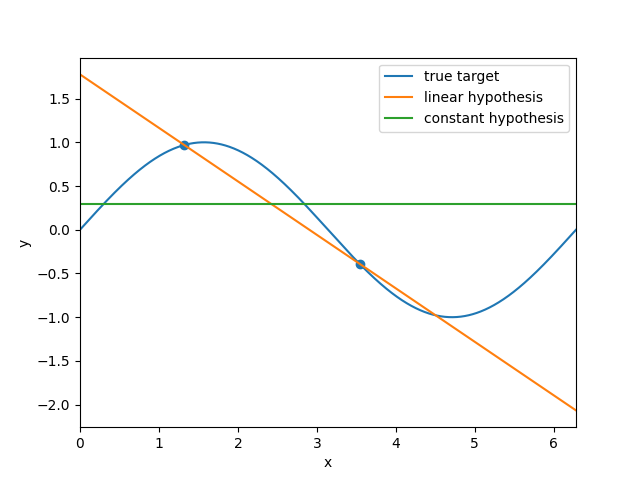 true target
linear hypothesis
constant hypothesis
1.5
1.0
0.5
0.0
−0.5
−1.0
−1.5
−2.0
y
0 1 2 3 4 5 6
x